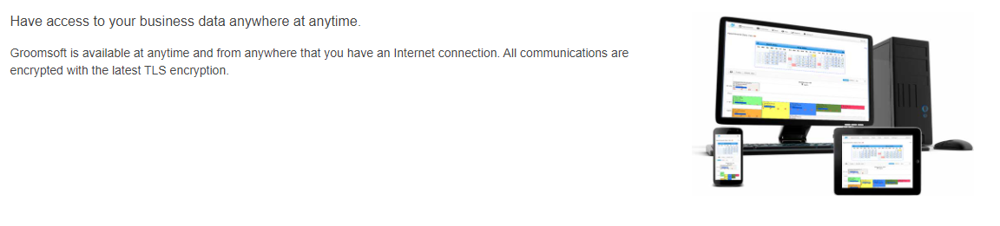 Have access to your business data anywhere at anytime.
Groomsoft is available at anytime and from anywhere that you have an Internet connection. All communications are
encrypted with the latest TLS encryption.